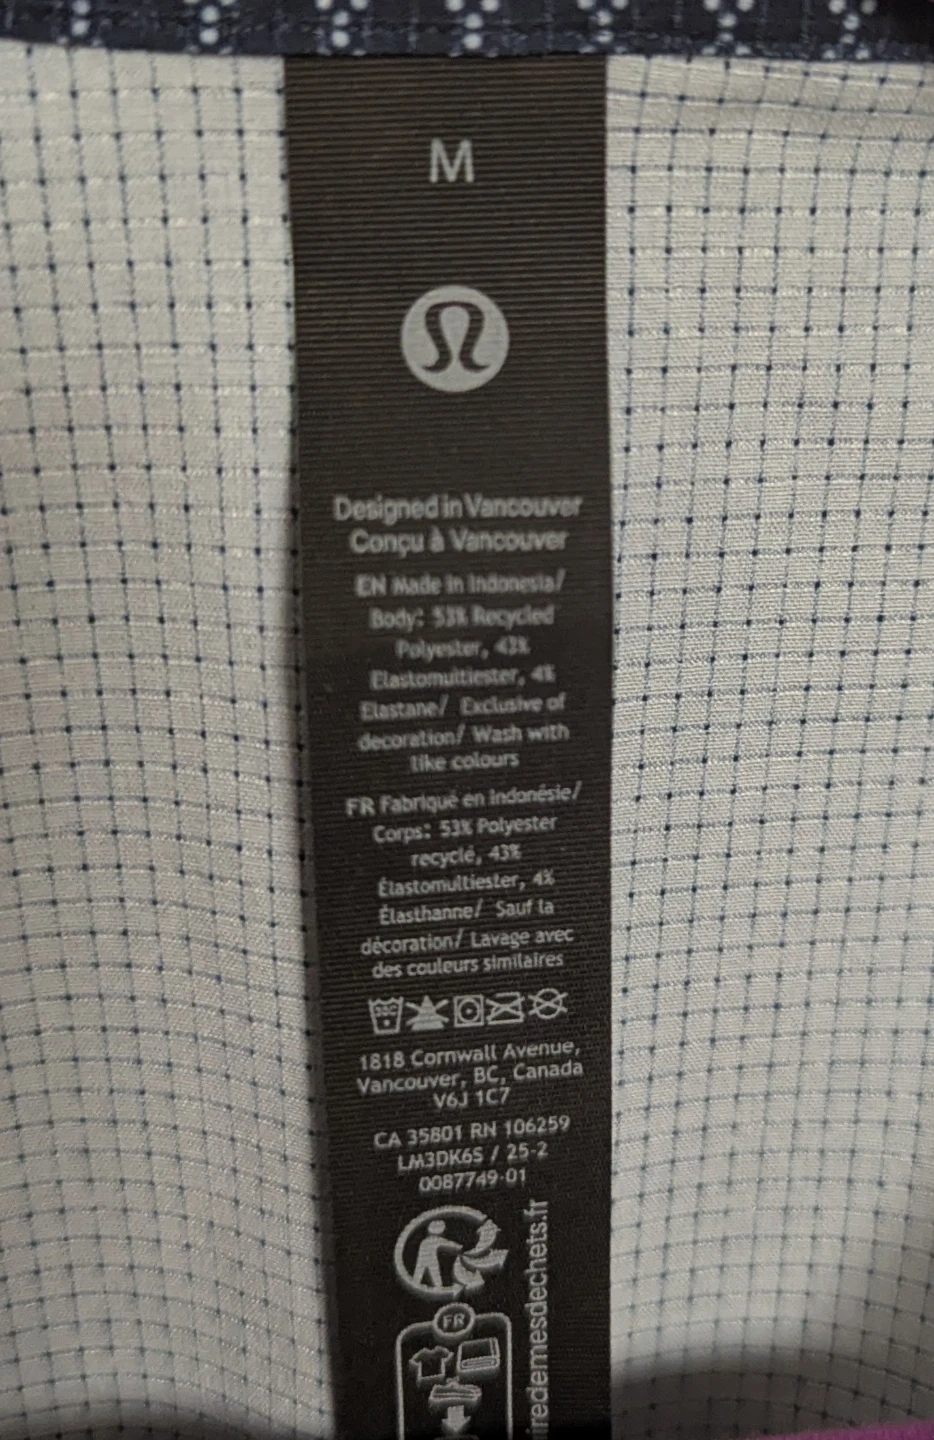 M
Designed in Vancouver
Conçu à Vancouver
EN Made in Indonesia/
Body: 53% Recycled
Polyester, 43%
Elastomultiester, 4%
Elastane/ Exclusive of
decoration/ Wash with
like colours
FR Fabriqué en Indonésie/
Corps: 53% Polyester
recyclé, 43%
Élastomultiester, 4%
Élasthanne/ Sauf la
décoration/ Lavage avec
des couleurs similaires
1818 Cornwall Avenue,
Vancouver, BC, Canada
V6J 1C7
CA 35801 RN 106259
LM3DK6S / 25-2
0087749-01
iredemesdechets.fr
FR